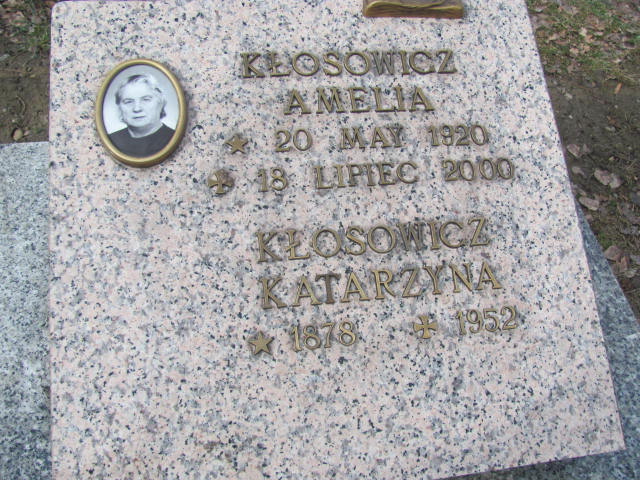 KŁOSOWICZ
AMELIA
20 MAY 1920
18 LIPIEC 2000
KŁOSOWICZ
KATARZYNA
1878 1952